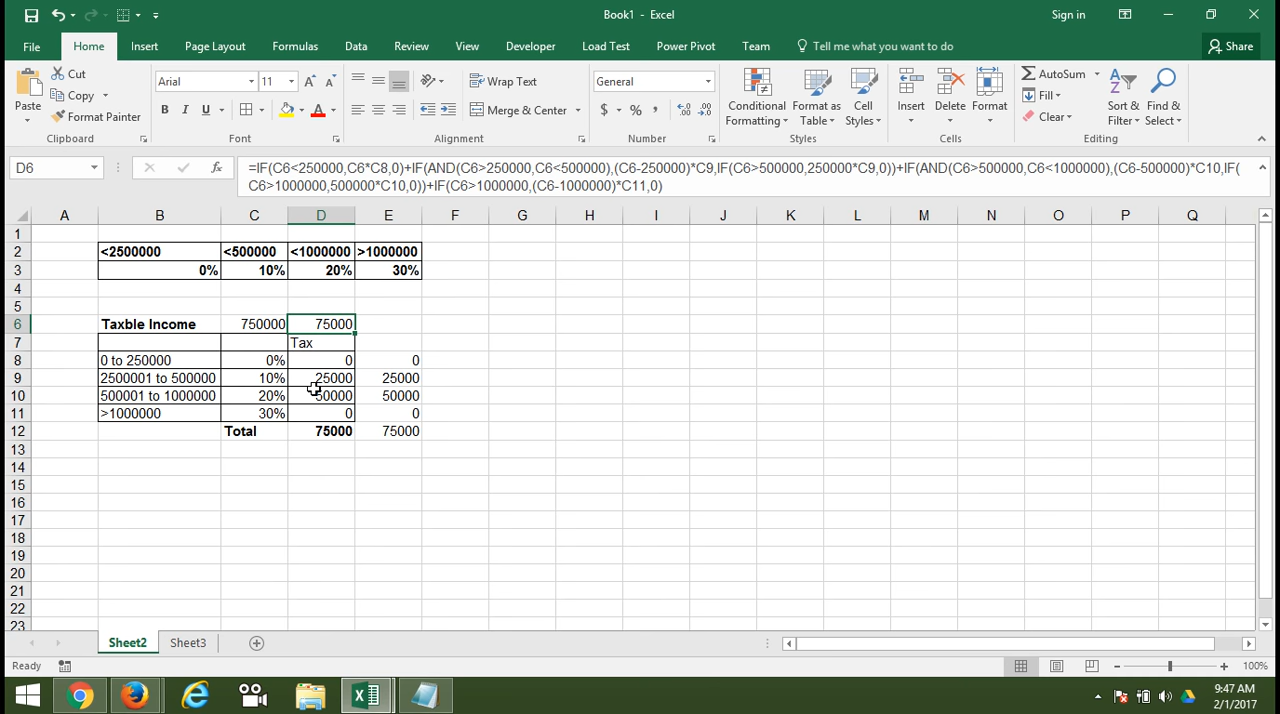 Book1 - Excel
Sign in
File Home Insert Page Layout Formulas Data Review View Developer Load Test Power Pivot Team Tell me what you want to do Share
Paste
Cut
Copy
Format Painter
Clipboard
Arial 11
B I U
Font
Wrap Text
Merge & Center
Alignment
General
$ % ,
Number
Conditional Formatting
Format as Table
Cell Styles
Styles
Insert Delete Format
Cells
AutoSum
Fill
Clear
Sort & Filter
Find & Select
Editing
D6
fx
=IF(C6<250000,C6*C8,0)+IF(AND(C6>250000,C6<500000),(C6-250000)*C9,IF(C6>500000,250000*C9,0))+IF(AND(C6>500000,C6<1000000),(C6-500000)*C10,IF(
C6>1000000,500000*C10,0))+IF(C6>1000000,(C6-1000000)*C11,0)
A B C D E F G H I J K L M N O P Q
1
2 <2500000 <500000 <1000000 >1000000
3 0% 10% 20% 30%
4
5
6 Taxble Income 750000 75000
7 Tax
8 0 to 250000 0% 0 0
9 2500001 to 500000 10% 25000 25000
10 500001 to 1000000 20% 50000 50000
11 >1000000 30% 0 0
12 Total 75000 75000
13
14
15
16
17
18
19
20
21
22
23
Sheet2 Sheet3
Ready
100%
9:47 AM
2/1/2017